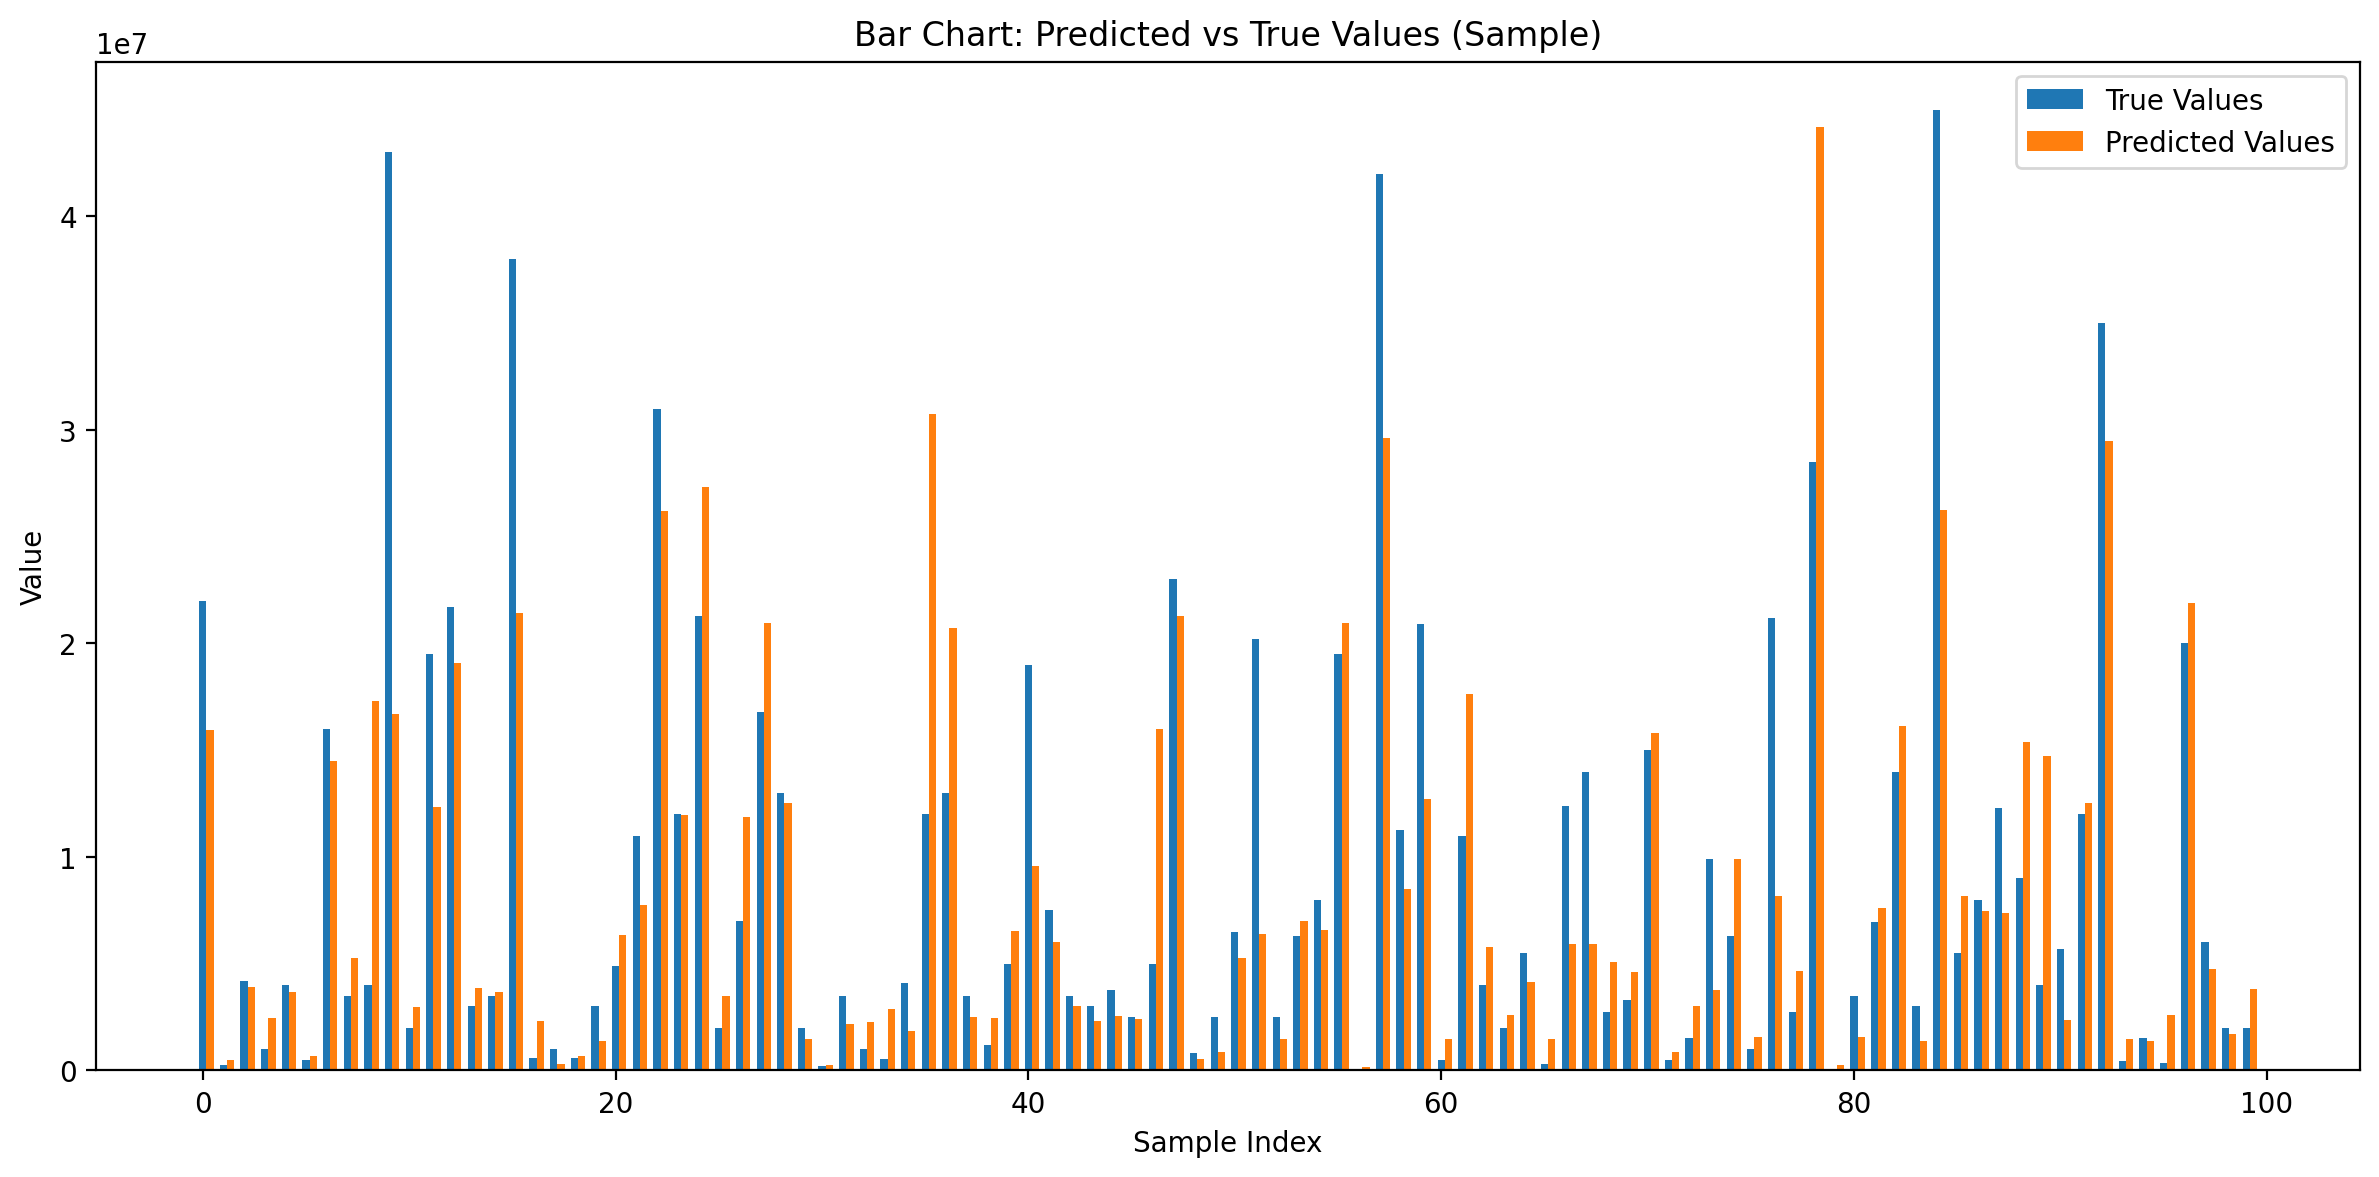 Bar Chart: Predicted vs True Values (Sample)
1e7
True Values
Predicted Values
4
3
2
1
0
Value
0 20 40 60 80 100
Sample Index